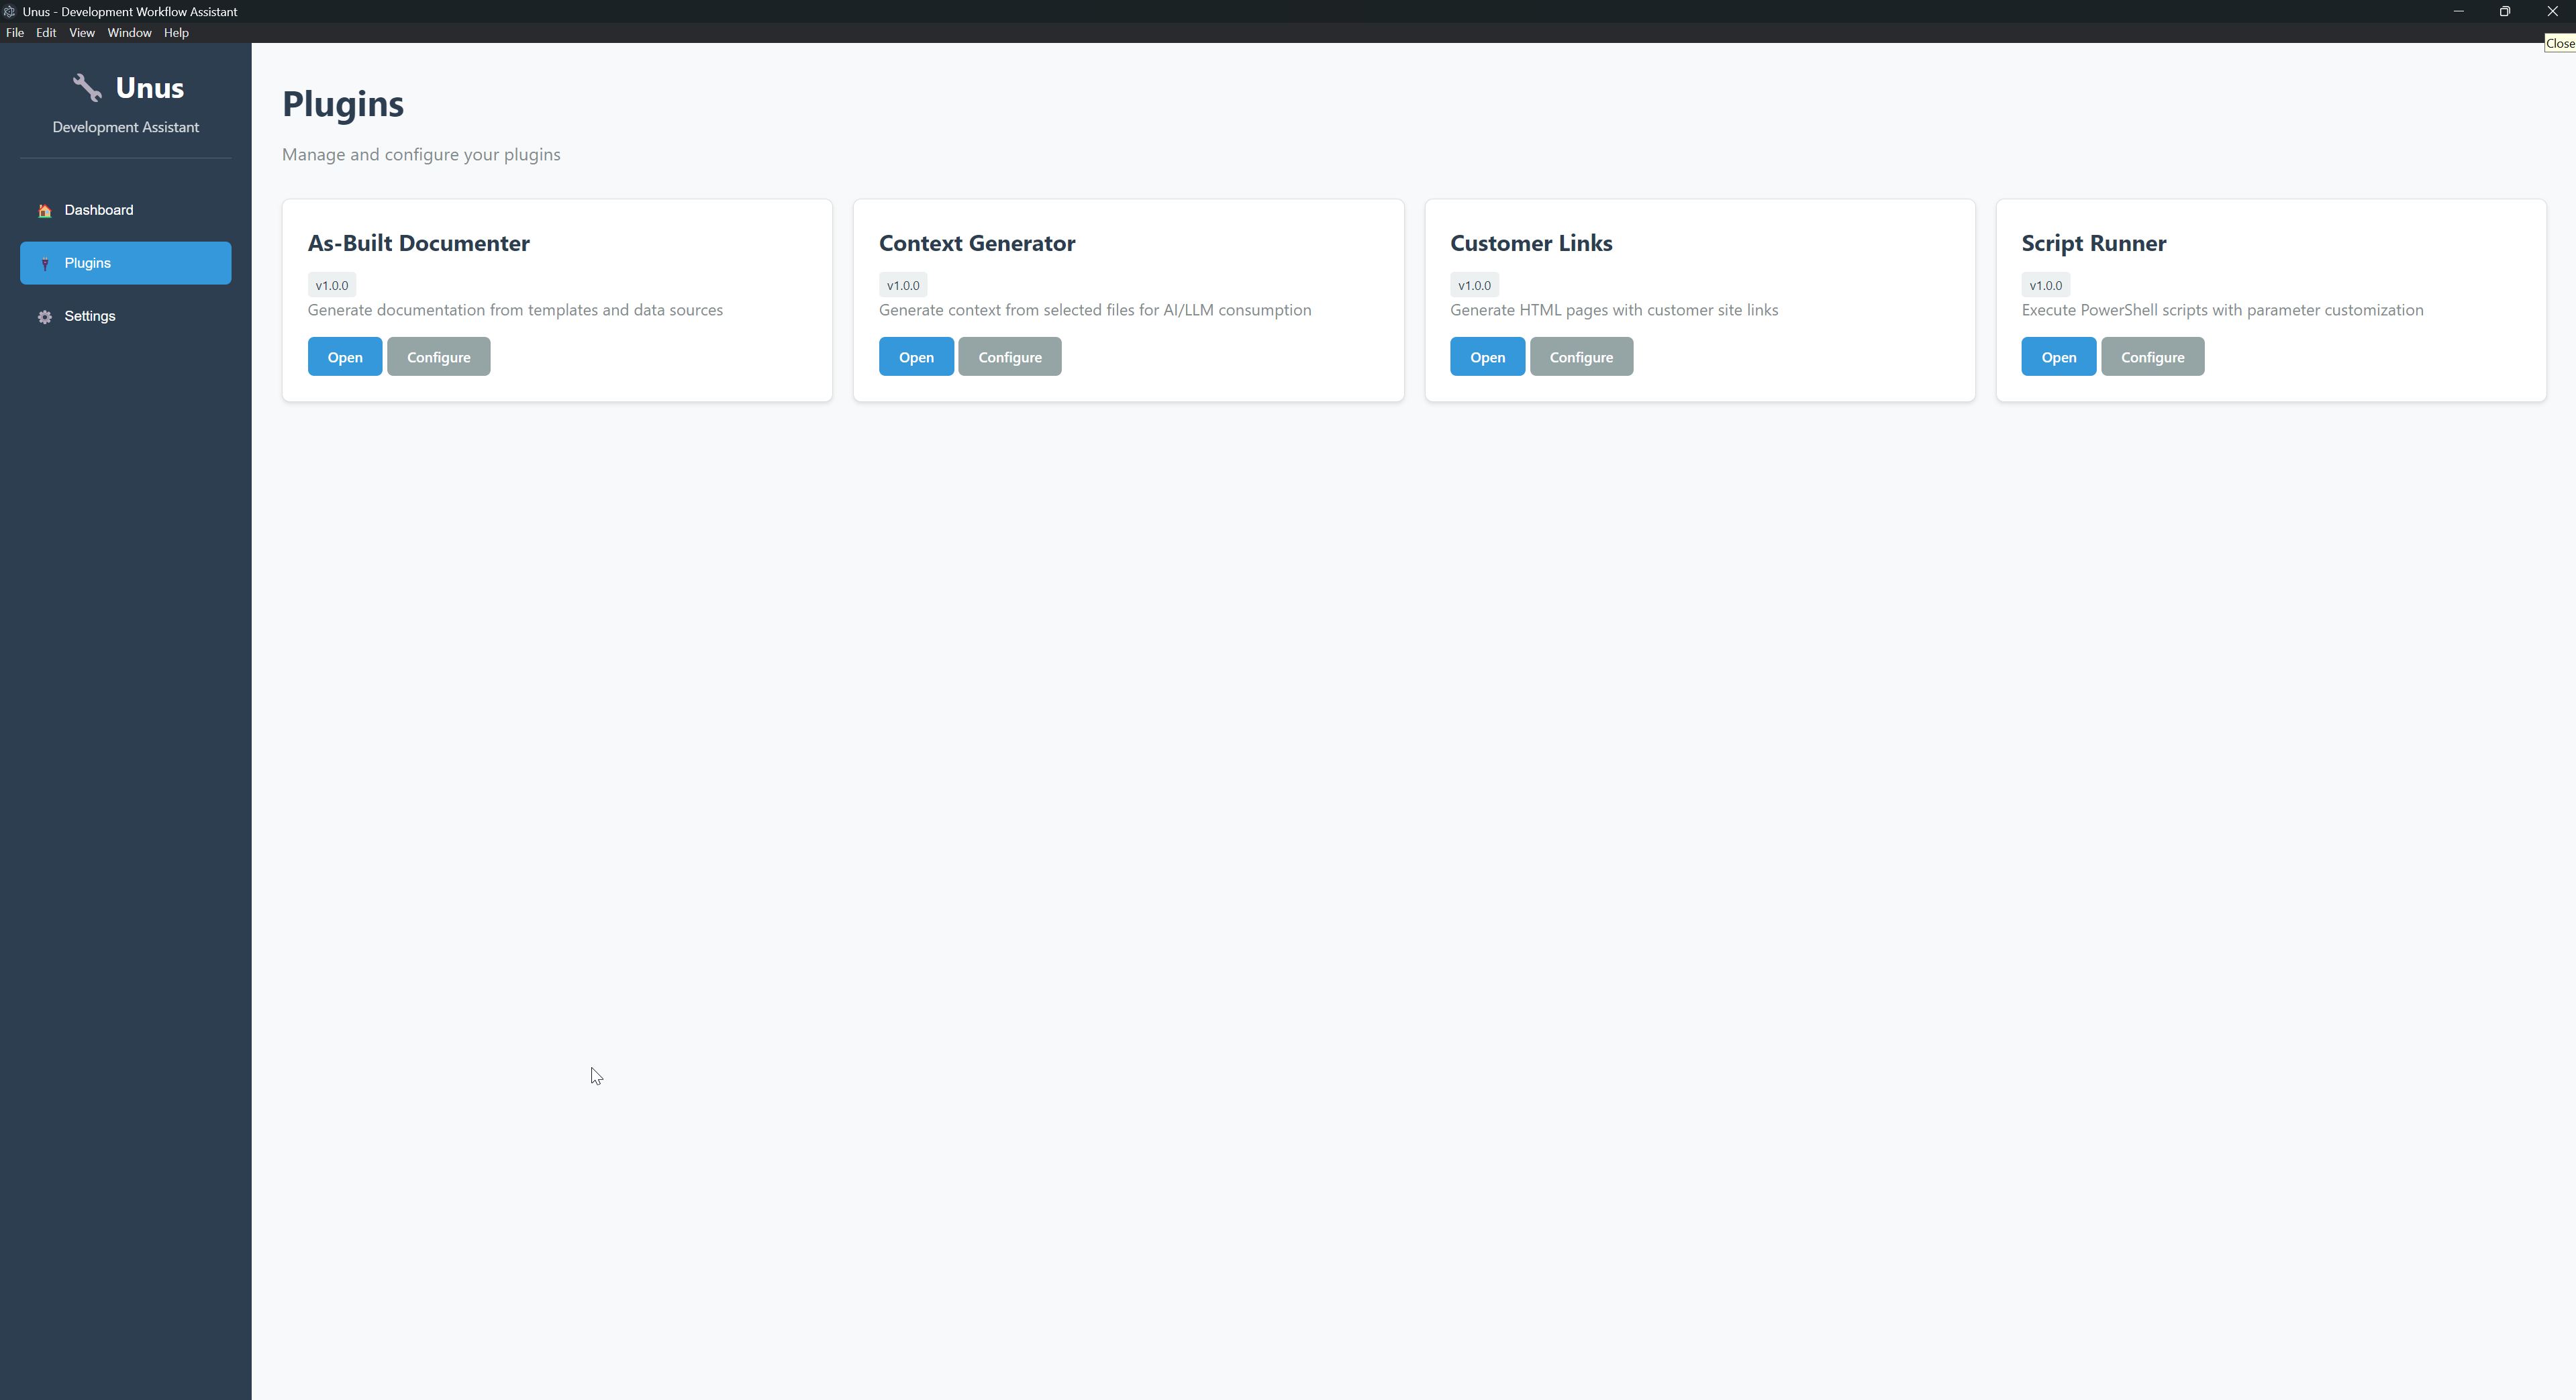 Unus - Development Workflow Assistant
File Edit View Window Help
Close
Unus
Development Assistant
Dashboard
Plugins
Settings
Plugins
Manage and configure your plugins
As-Built Documenter
v1.0.0
Generate documentation from templates and data sources
Open Configure
Context Generator
v1.0.0
Generate context from selected files for AI/LLM consumption
Open Configure
Customer Links
v1.0.0
Generate HTML pages with customer site links
Open Configure
Script Runner
v1.0.0
Execute PowerShell scripts with parameter customization
Open Configure